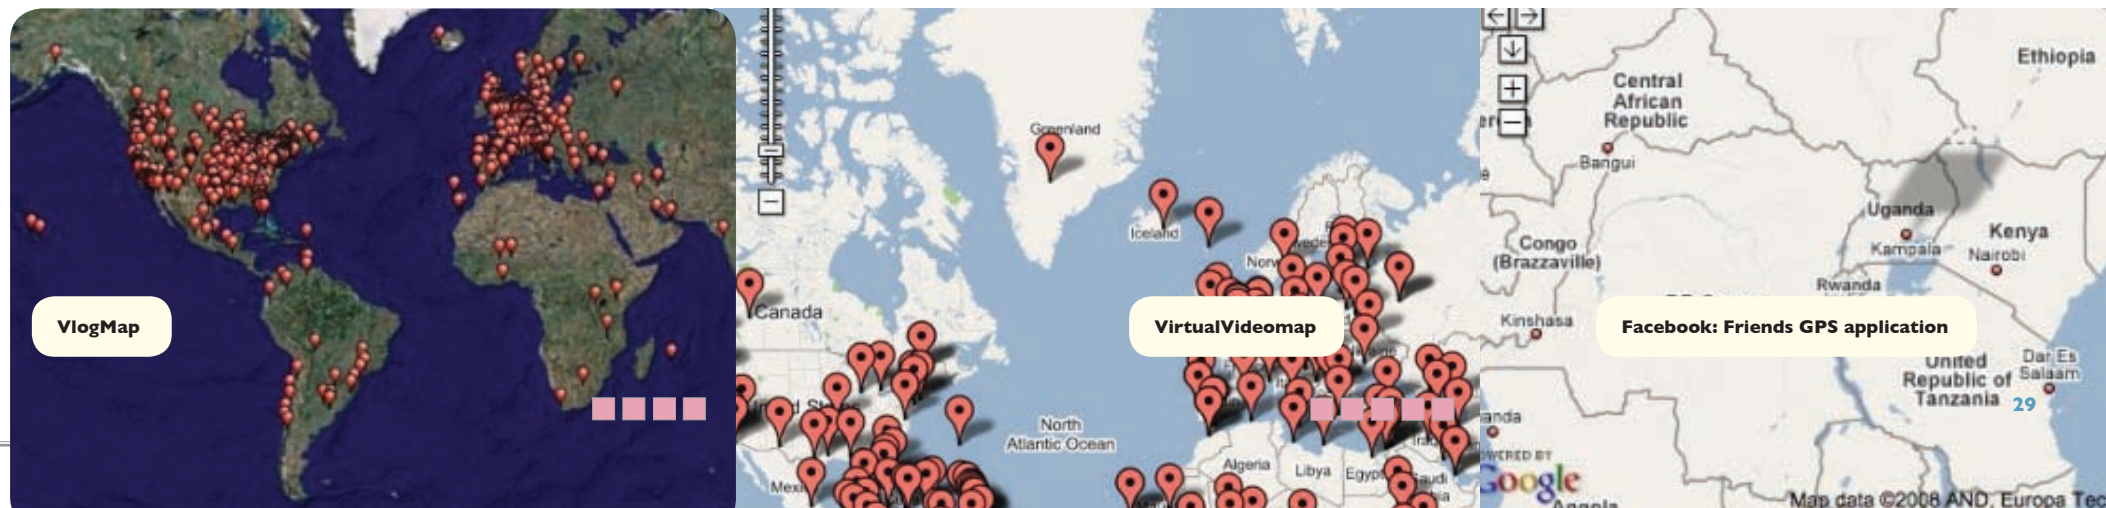 VlogMap
Greenland
Iceland
Canada
North
Atlantic Ocean
Algeria
Libya
VirtualVideomap
Ethiopia
Central
African
Republic
Bangui
Uganda
Kampala
Kenya
Nairobi
Congo
(Brazzaville)
Rwanda
Kinshasa
Facebook: Friends GPS application
United
Republic of
Tanzania
Dar Es
Salaam
29
POWERED BY
Google
Map data ©2008 AND, Europa Tec